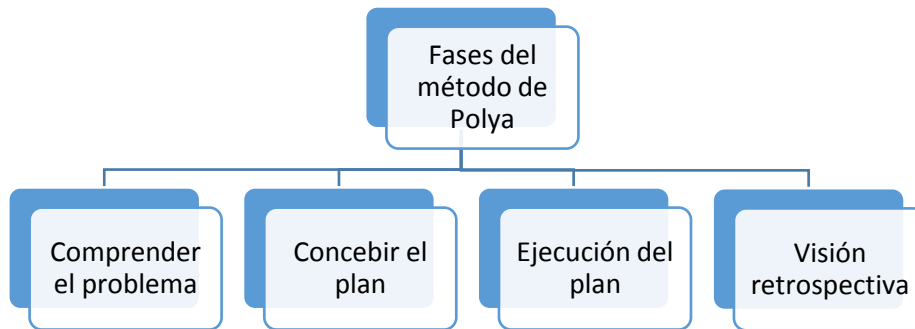 Fases del
método de
Polya
Comprender
el problema
Concebir el
plan
Ejecución del
plan
Visión
retrospectiva